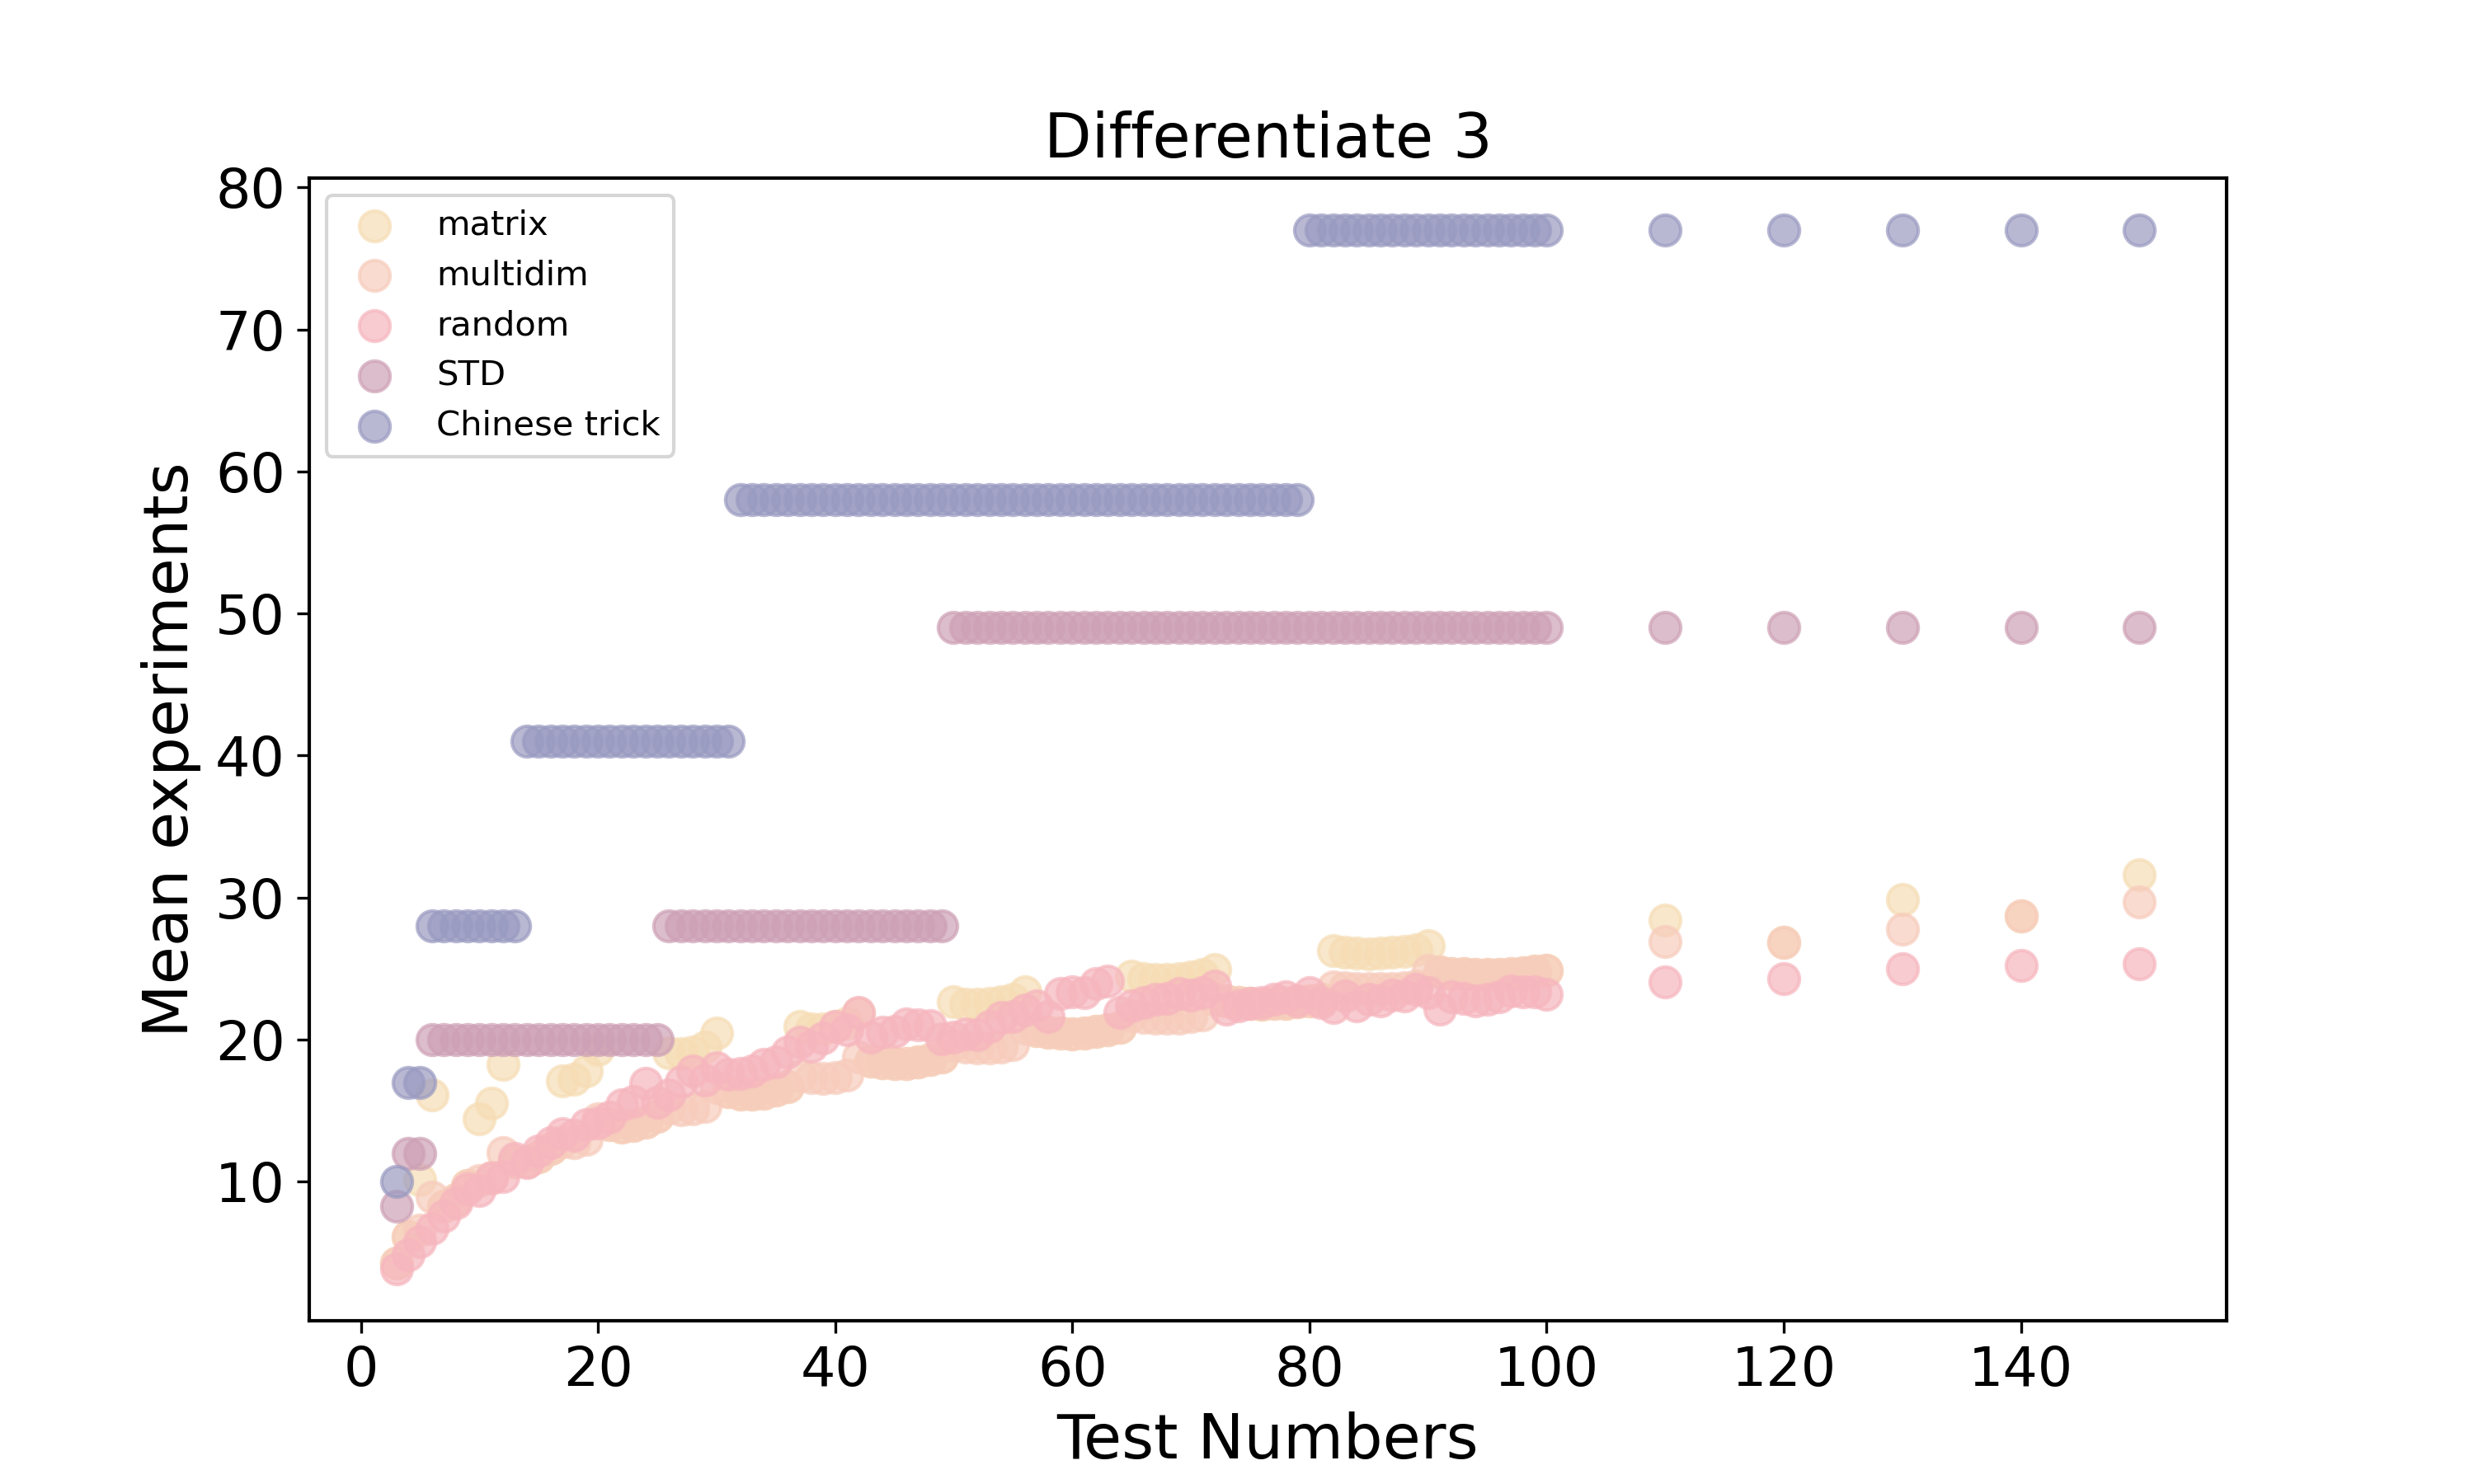 Differentiate 3
80
70
60
50
40
30
20
10
Mean experiments
matrix
multidim
random
STD
Chinese trick
0 20 40 60 80 100 120 140
Test Numbers